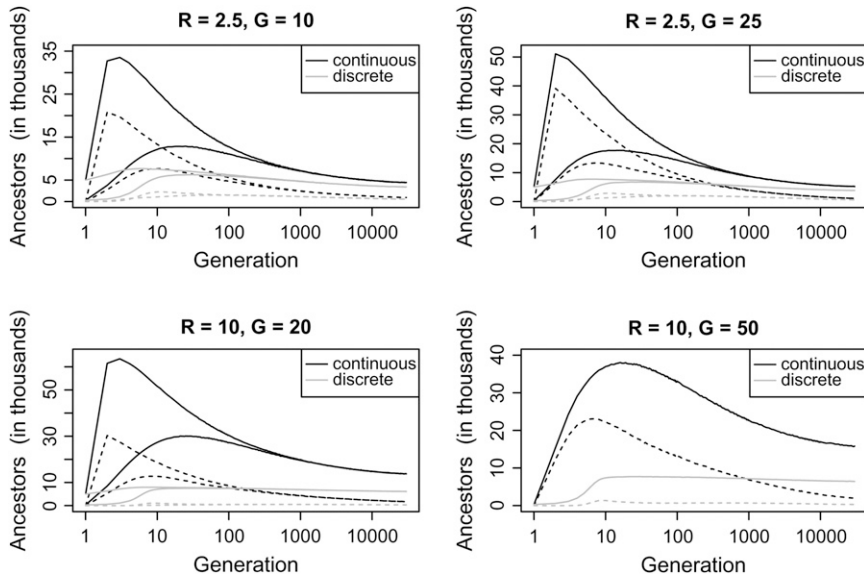 R = 2.5, G = 10
Ancestors (in thousands)
35
25
15
5
0
continuous
discrete
1 10 100 1000 10000
Generation
R = 2.5, G = 25
Ancestors (in thousands)
50
40
30
20
10
0
continuous
discrete
1 10 100 1000 10000
Generation
R = 10, G = 20
Ancestors (in thousands)
50
30
10
0
continuous
discrete
1 10 100 1000 10000
Generation
R = 10, G = 50
Ancestors (in thousands)
40
30
20
10
0
continuous
discrete
1 10 100 1000 10000
Generation